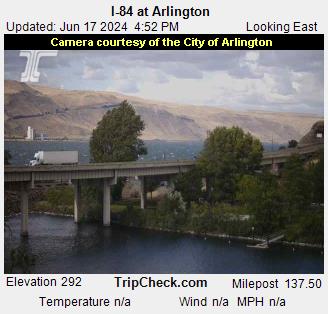 I-84 at Arlington
Updated: Jun 17 2024 4:52 PM Looking East
Camera courtesy of the City of Arlington
Elevation 292 TripCheck.com Milepost 137.50
Temperature n/a Wind n/a MPH n/a